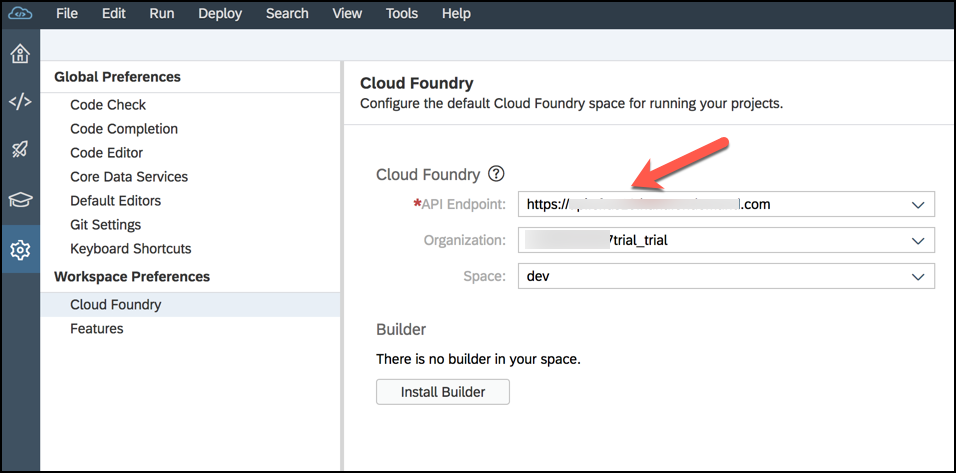 File Edit Run Deploy Search View Tools Help
Global Preferences
Code Check
Code Completion
Code Editor
Core Data Services
Default Editors
Git Settings
Keyboard Shortcuts
Workspace Preferences
Cloud Foundry
Features
Cloud Foundry
Configure the default Cloud Foundry space for running your projects.
Cloud Foundry ?
*API Endpoint: https:// .com
Organization: 7trial_trial
Space: dev
Builder
There is no builder in your space.
Install Builder